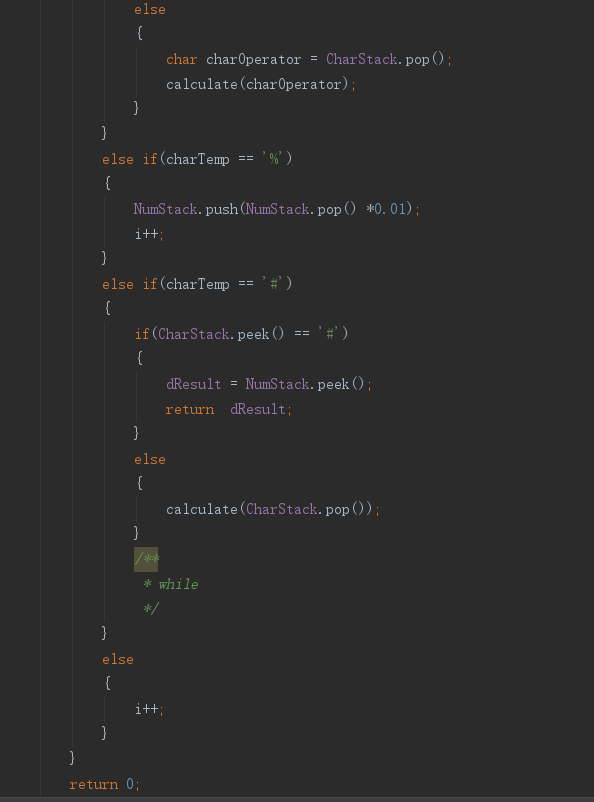 else
{
char charOperator = CharStack.pop();
calculate(charOperator);
}
}
else if(charTemp == '%')
{
NumStack.push(NumStack.pop() *0.01);
i++;
}
else if(charTemp == '#')
{
if(CharStack.peek() == '#')
{
dResult = NumStack.peek();
return  dResult;
}
else
{
calculate(CharStack.pop());
}
/**
* while
*/
}
else
{
i++;
}
}
return 0;